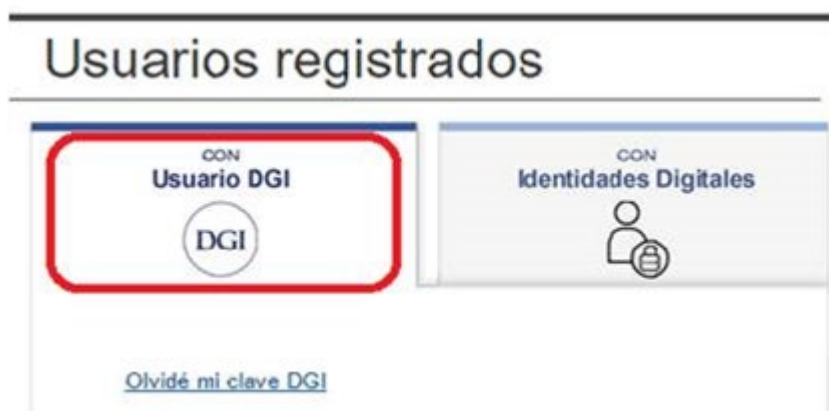 Usuarios registrados
CON
Usuario DGI
DGI
CON
Identidades Digitales
Olvidé mi clave DGI